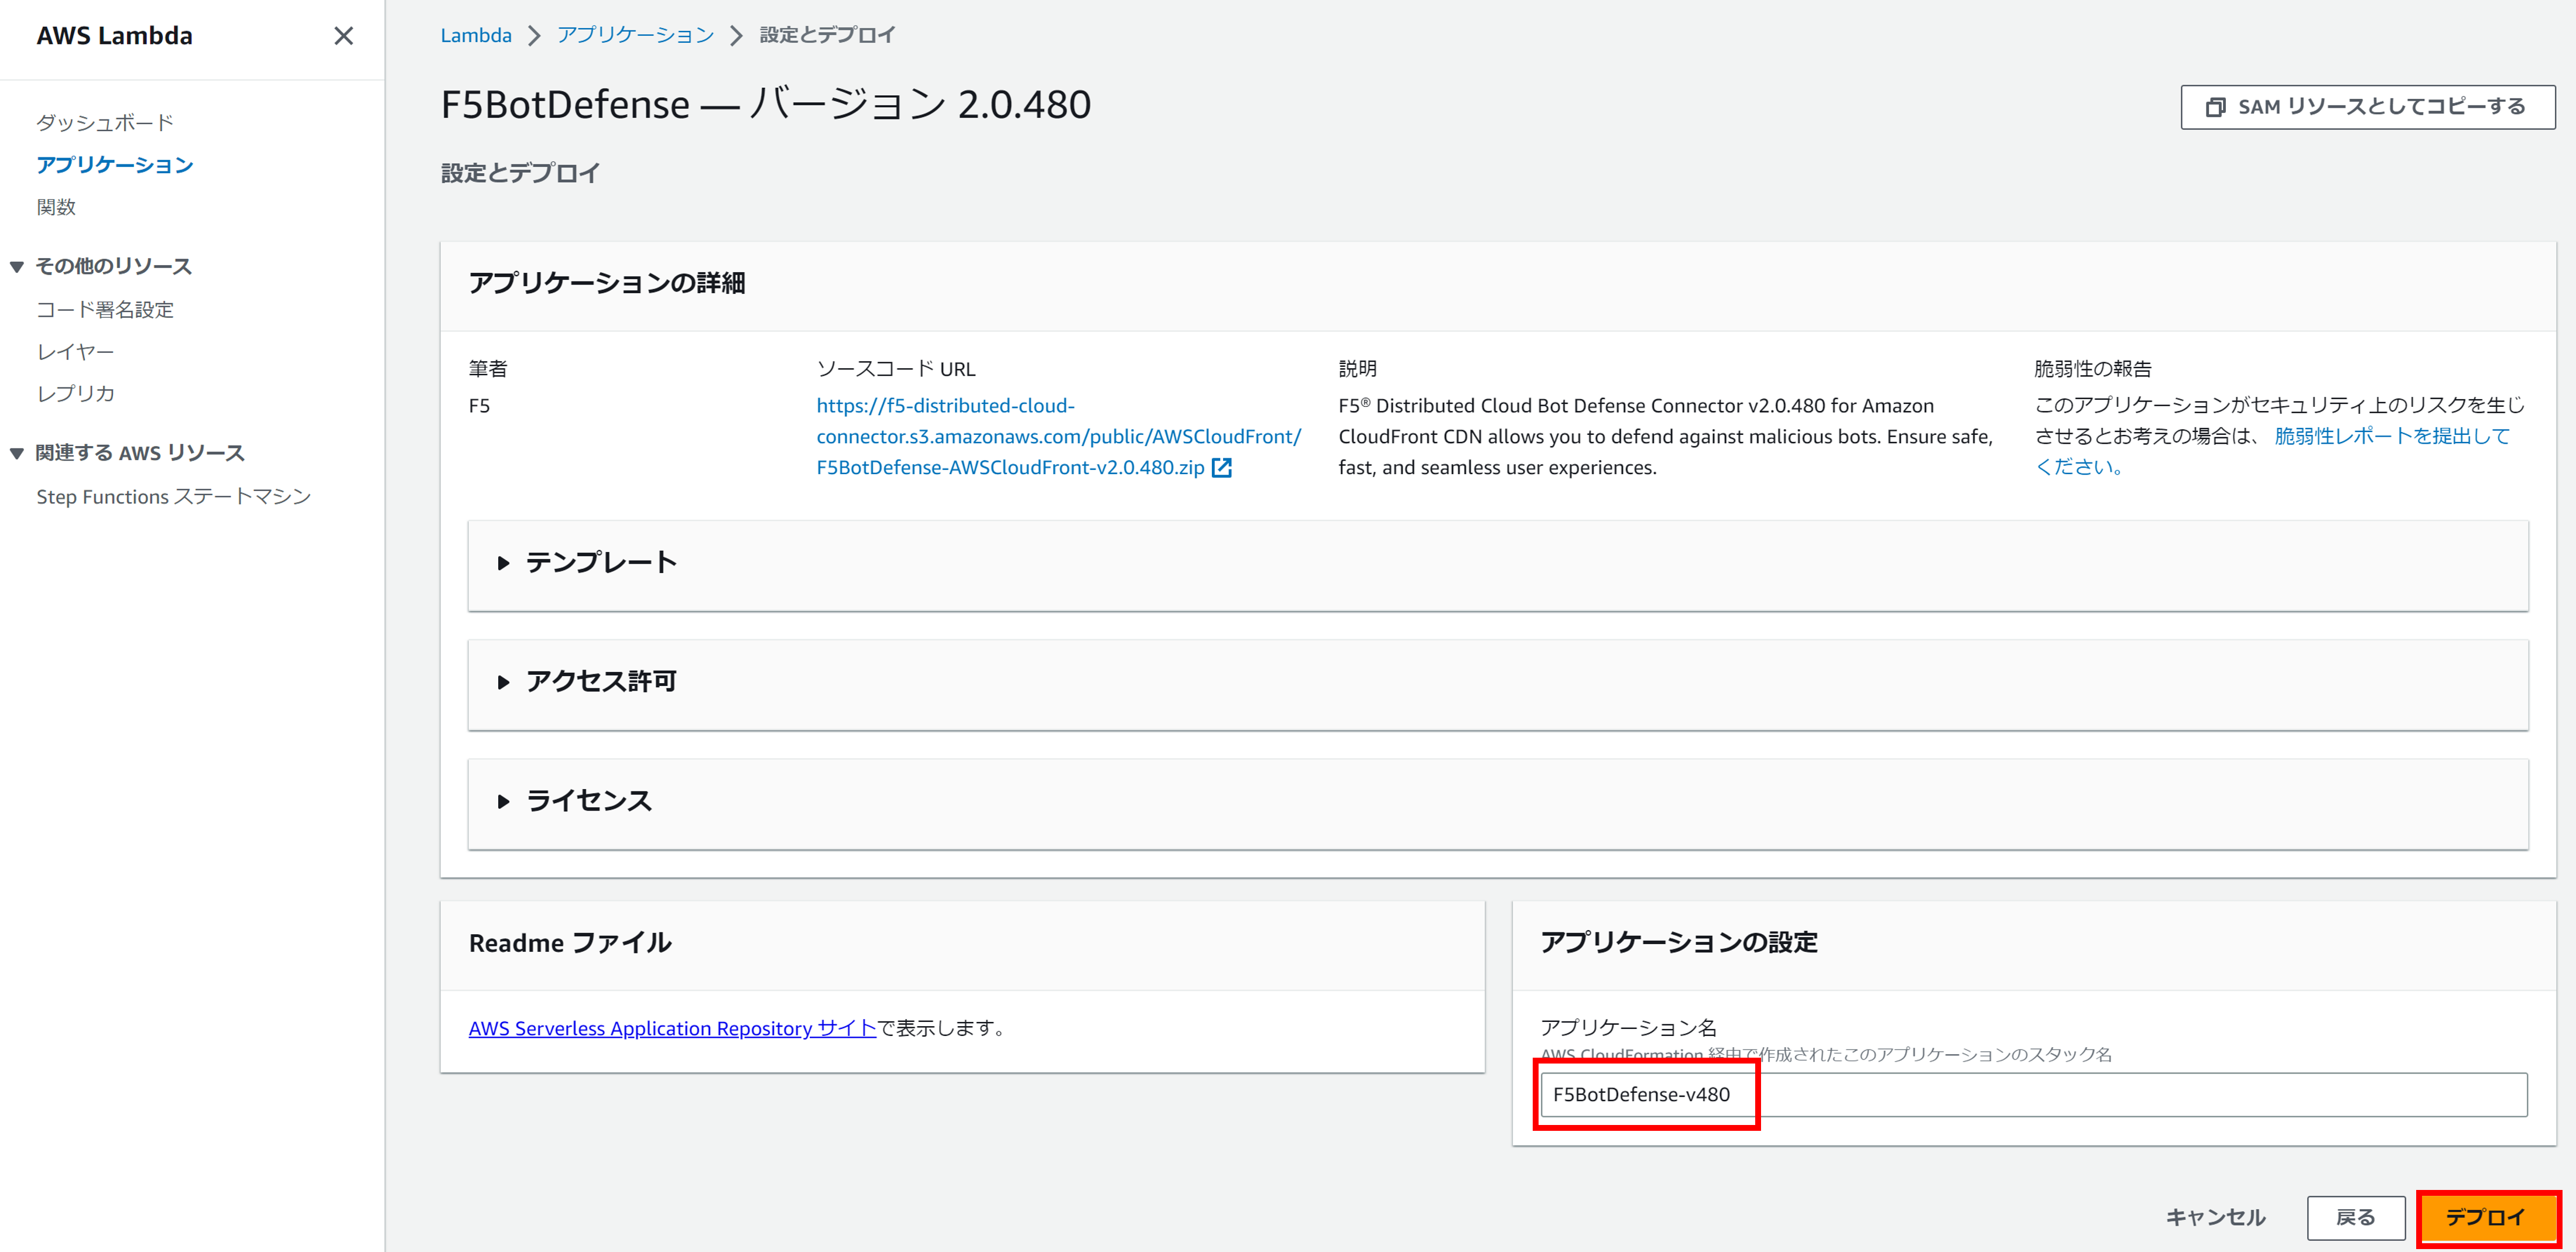 AWS Lambda
ダッシュボード
アプリケーション
関数
その他のリソース
コード署名設定
レイヤー
レプリカ
関連する AWS リソース
Step Functions ステートマシン
Lambda アプリケーション 設定とデプロイ
F5BotDefense — バージョン 2.0.480
SAM リソースとしてコピーする
設定とデプロイ
アプリケーションの詳細
筆者
F5
ソースコード URL
https://f5-distributed-cloud-
connector.s3.amazonaws.com/public/AWSCloudFront/
F5BotDefense-AWSCloudFront-v2.0.480.zip
説明
F5® Distributed Cloud Bot Defense Connector v2.0.480 for Amazon
CloudFront CDN allows you to defend against malicious bots. Ensure safe,
fast, and seamless user experiences.
脆弱性の報告
このアプリケーションがセキュリティ上のリスクを生じ
させるとお考えの場合は、 脆弱性レポートを提出して
ください。
テンプレート
アクセス許可
ライセンス
Readme ファイル
AWS Serverless Application Repository サイトで表示します。
アプリケーションの設定
アプリケーション名
AWS CloudFormation 経由で作成されたこのアプリケーションのスタック名
F5BotDefense-v480
キャンセル
戻る
デプロイ